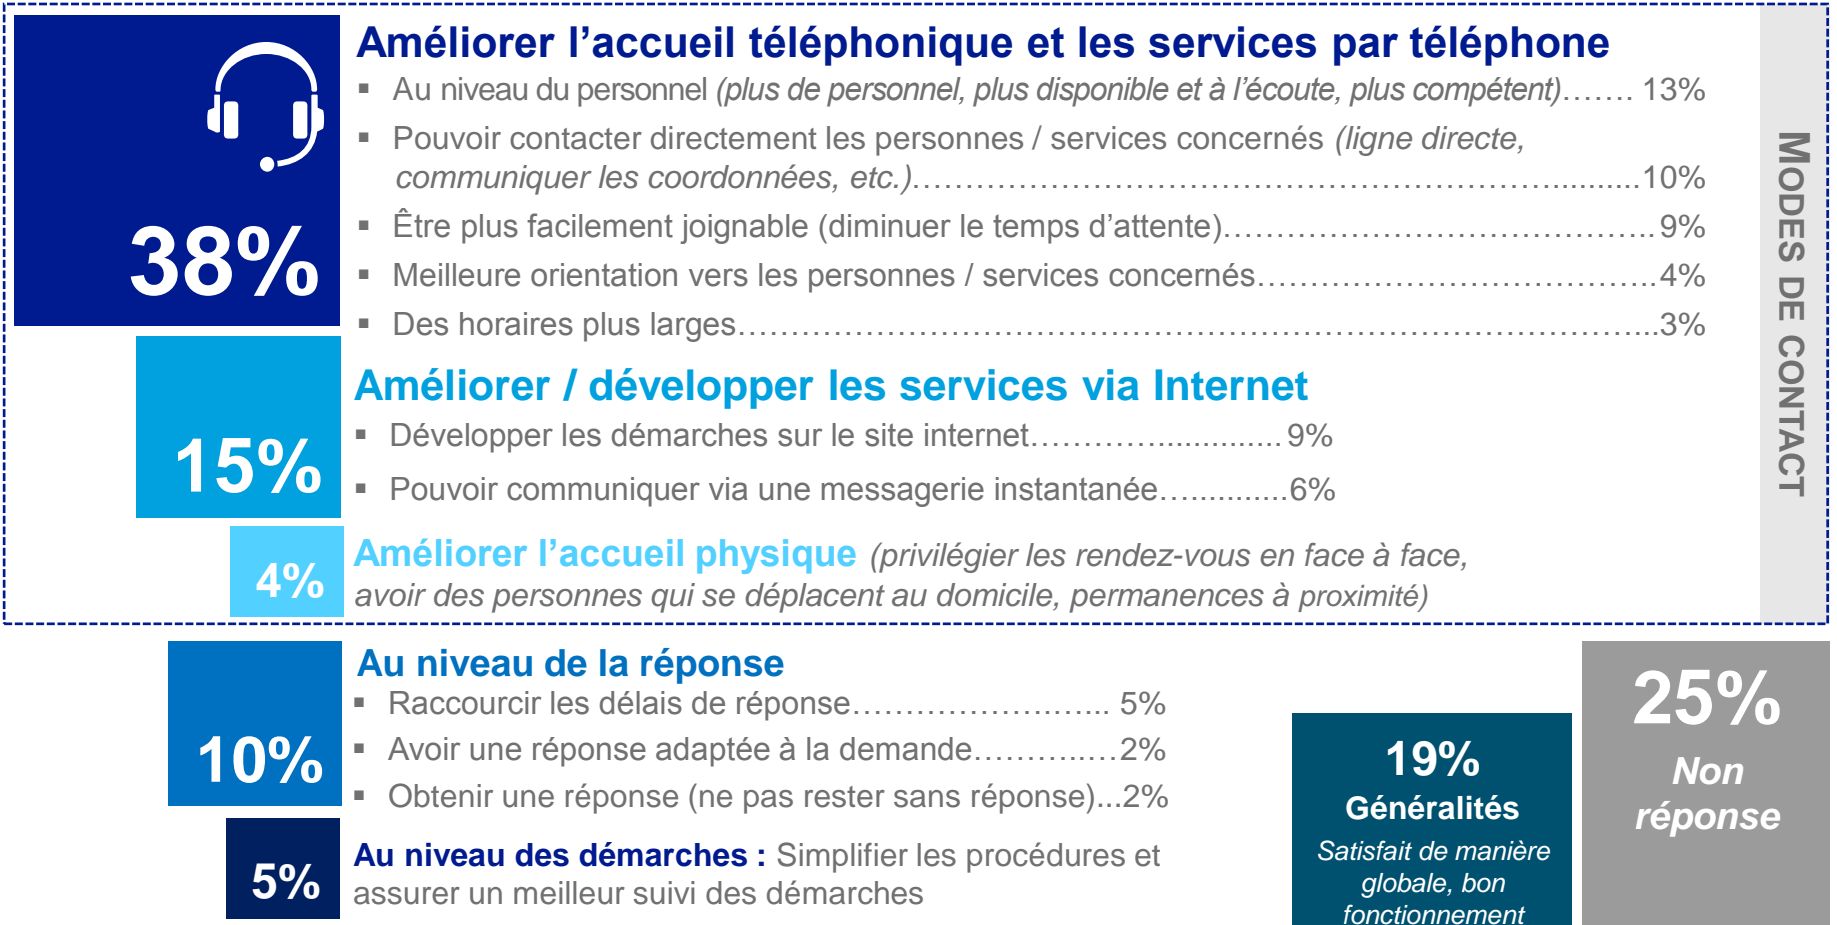 38%
Améliorer l’accueil téléphonique et les services par téléphone
▪ Au niveau du personnel (plus de personnel, plus disponible et à l’écoute, plus compétent)……. 13%
▪ Pouvoir contacter directement les personnes / services concernés (ligne directe,
communiquer les coordonnées, etc.)……………………………………………………..........10%
▪ Être plus facilement joignable (diminuer le temps d’attente)…………………………………….. 9%
▪ Meilleure orientation vers les personnes / services concernés………………………………….. 4%
▪ Des horaires plus larges………………………………………………………………………………...3%
15%
Améliorer / développer les services via Internet
▪ Développer les démarches sur le site internet…………............... 9%
▪ Pouvoir communiquer via une messagerie instantanée…..........6%
4%
Améliorer l’accueil physique (privilégier les rendez-vous en face à face,
avoir des personnes qui se déplacent au domicile, permanences à proximité)
MODES DE CONTACT
10%
Au niveau de la réponse
▪ Raccourcir les délais de réponse……………….…... 5%
▪ Avoir une réponse adaptée à la demande………..…2%
▪ Obtenir une réponse (ne pas rester sans réponse)...2%
5%
Au niveau des démarches : Simplifier les procédures et
assurer un meilleur suivi des démarches
19%
Généralités
Satisfait de manière
globale, bon
fonctionnement
25%
Non
réponse